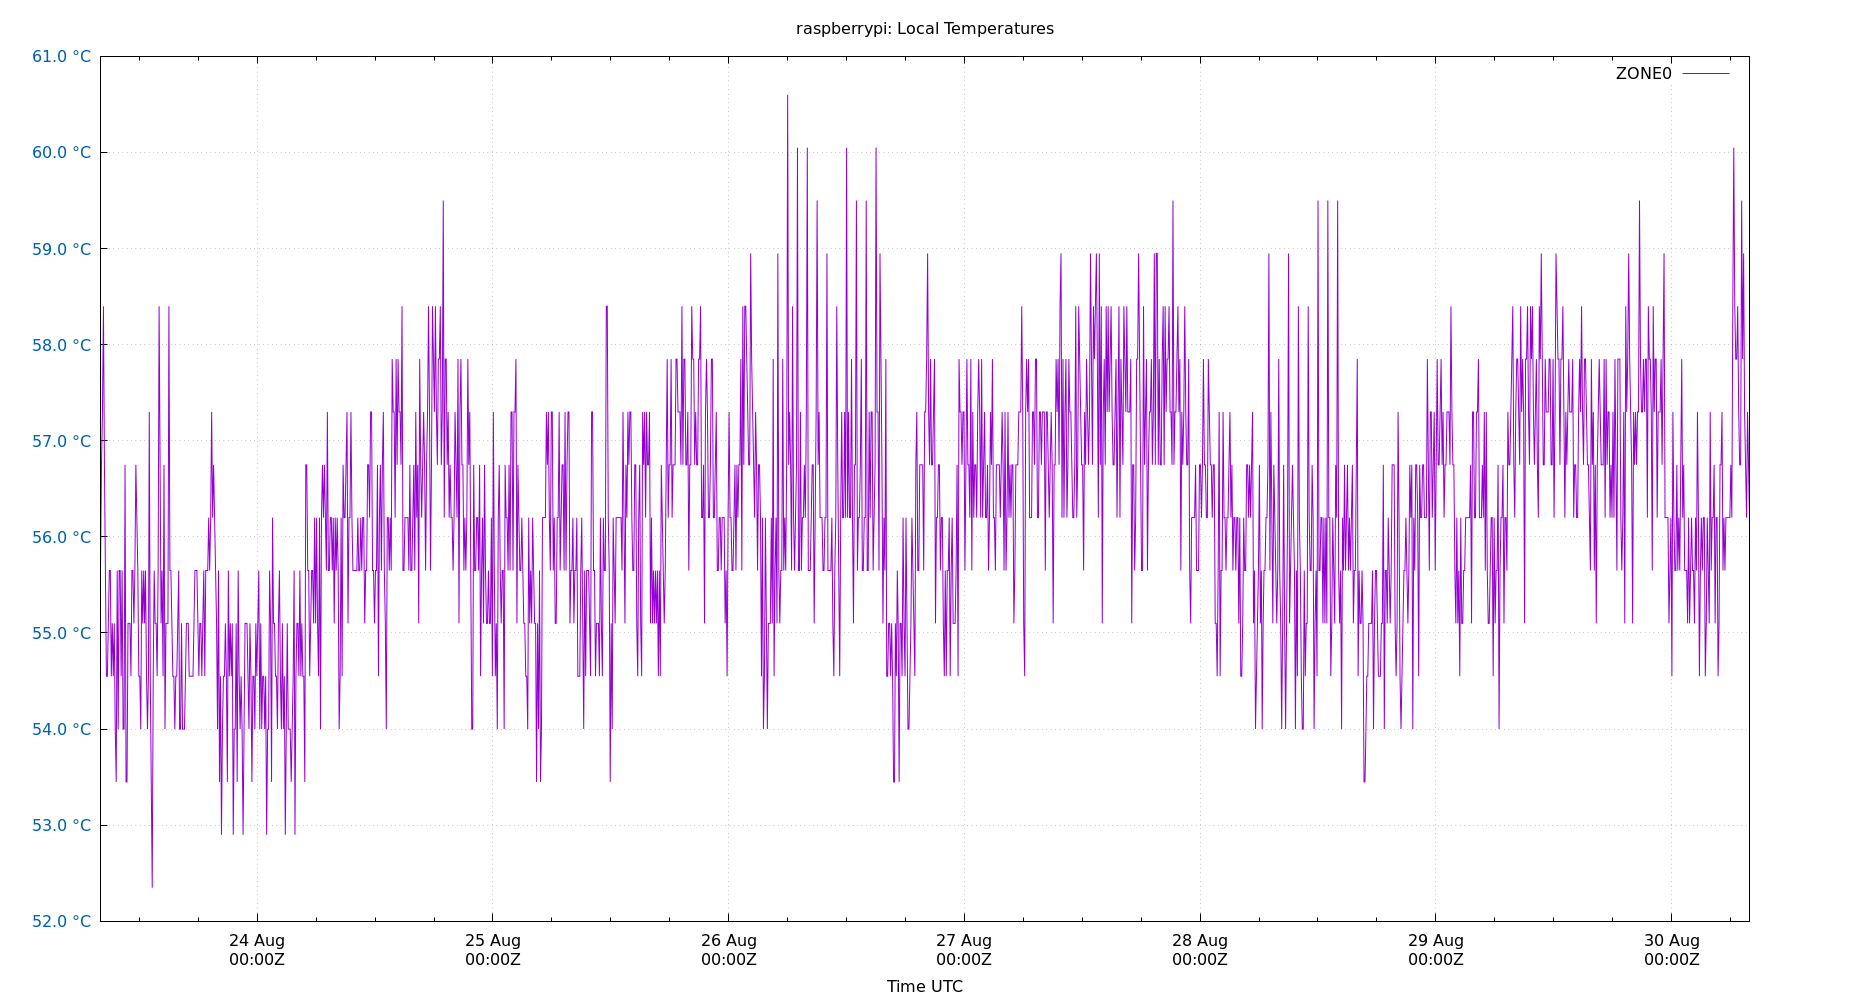 raspberrypi: Local Temperatures
61.0 °C
60.0 °C
59.0 °C
58.0 °C
57.0 °C
56.0 °C
55.0 °C
54.0 °C
53.0 °C
52.0 °C
ZONE0
24 Aug 25 Aug 26 Aug 27 Aug 28 Aug 29 Aug 30 Aug
00:00Z 00:00Z 00:00Z 00:00Z 00:00Z 00:00Z 00:00Z
Time UTC